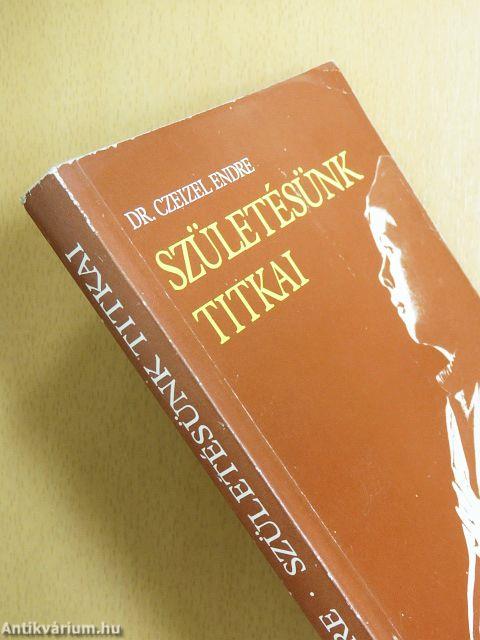 DR. CZEIZEL ENDRE
SZÜLETÉSÜNK
TITKAI
RE · SZÜLETÉSÜNK TITKAI
Antikvárium.hu